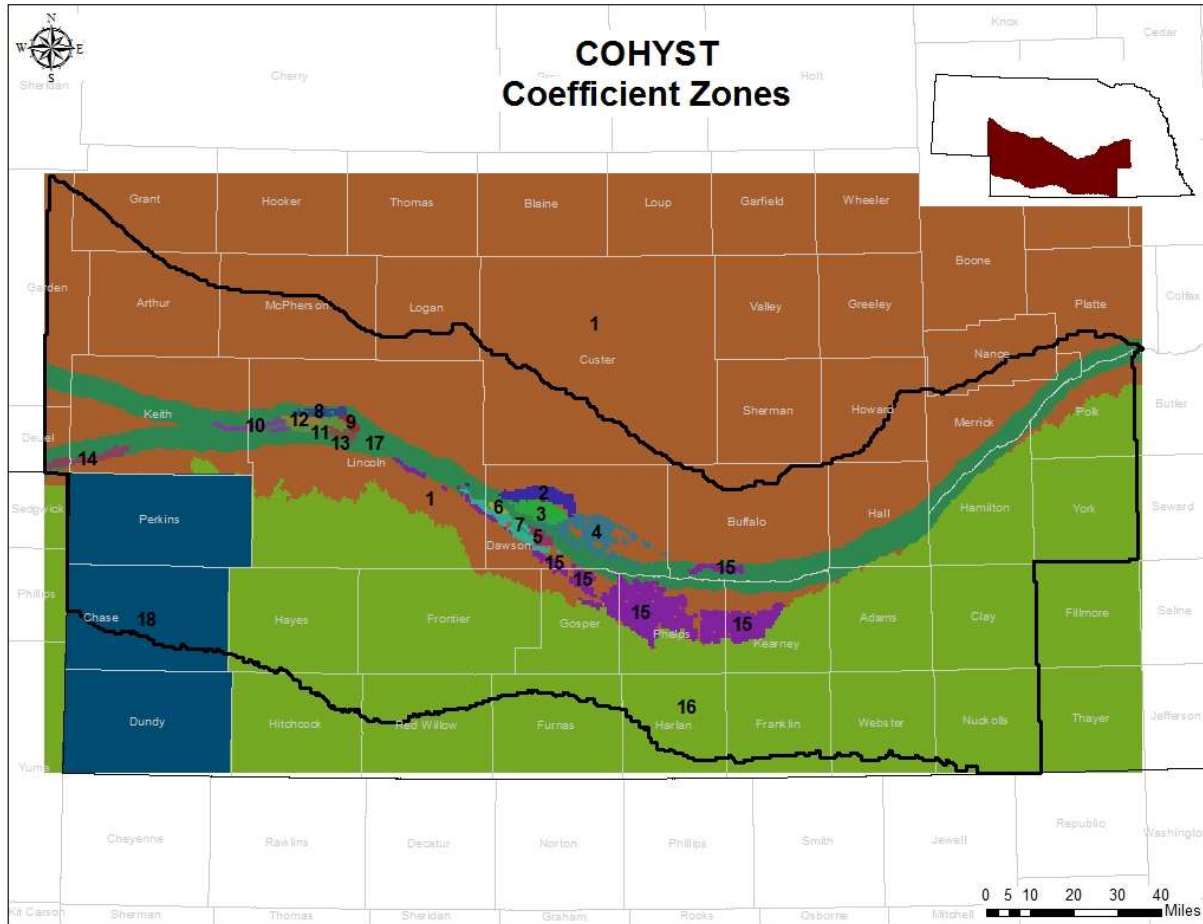 N
W E
S
COHYST
Coefficient Zones
Knox
Cedar
Sheridan
Cherry
Holt
Grant
Hooker
Thomas
Blaine
Loup
Garfield
Wheeler
Boone
Garden
Arthur
McPherson
Logan
1
Custer
Valley
Greeley
Platte
Colfax
Nance
Keith
8
12
9
10
11
13
17
Sherman
Howard
Merrick
Polk
Butler
Deuel
14
Lincoln
1
2
6
3
7
4
5
Dawson
Buffalo
Hall
Hamilton
York
Seward
Sedgwick
Perkins
15
15
15
15
15
Phillips
Chase
18
Hayes
Frontier
Gosper
Phelps
Kearney
Adams
Clay
Fillmore
Saline
Dundy
Hitchcock
Red Willow
Furnas
16
Harlan
Franklin
Webster
Nuckolls
Thayer
Jefferson
Yuma
Cheyenne
Rawlins
Decatur
Norton
Phillips
Smith
Jewell
Republic
Washington
0 5 10 20 30 40
Miles
Kit Carson
Sherman
Thomas
Sheridan
Graham
Rooks
Osborne
Mitchell